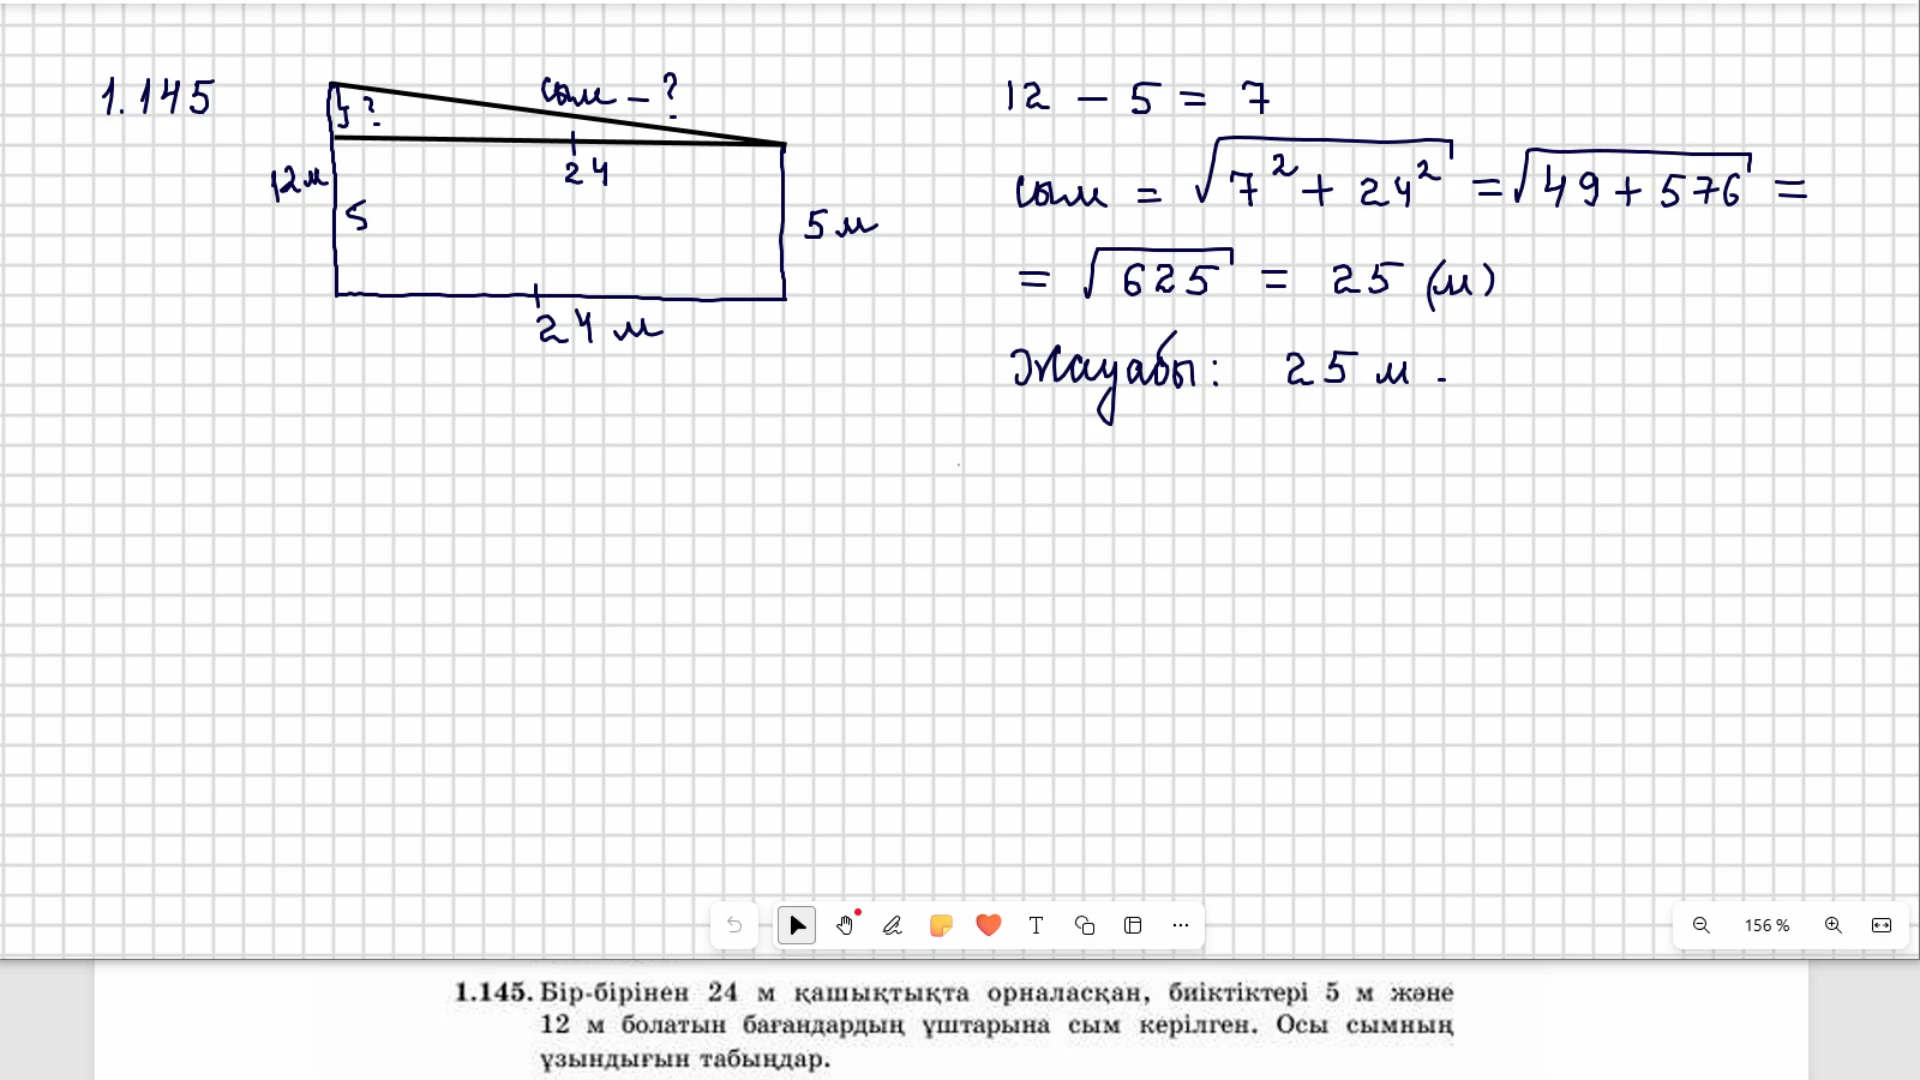 1.145
сым – ?
?
24
12м
5
5 м
24 м
12 – 5 = 7
сым = √7² + 24² = √49 + 576 =
= √625 = 25 (м)
Жауабы: 25 м.
T
...
156 %
1.145. Бір-бірінен 24 м қашықтықта орналасқан, биіктіктері 5 м және
12 м болатын бағандардың ұштарына сым керілген. Осы сымның
ұзындығын табыңдар.